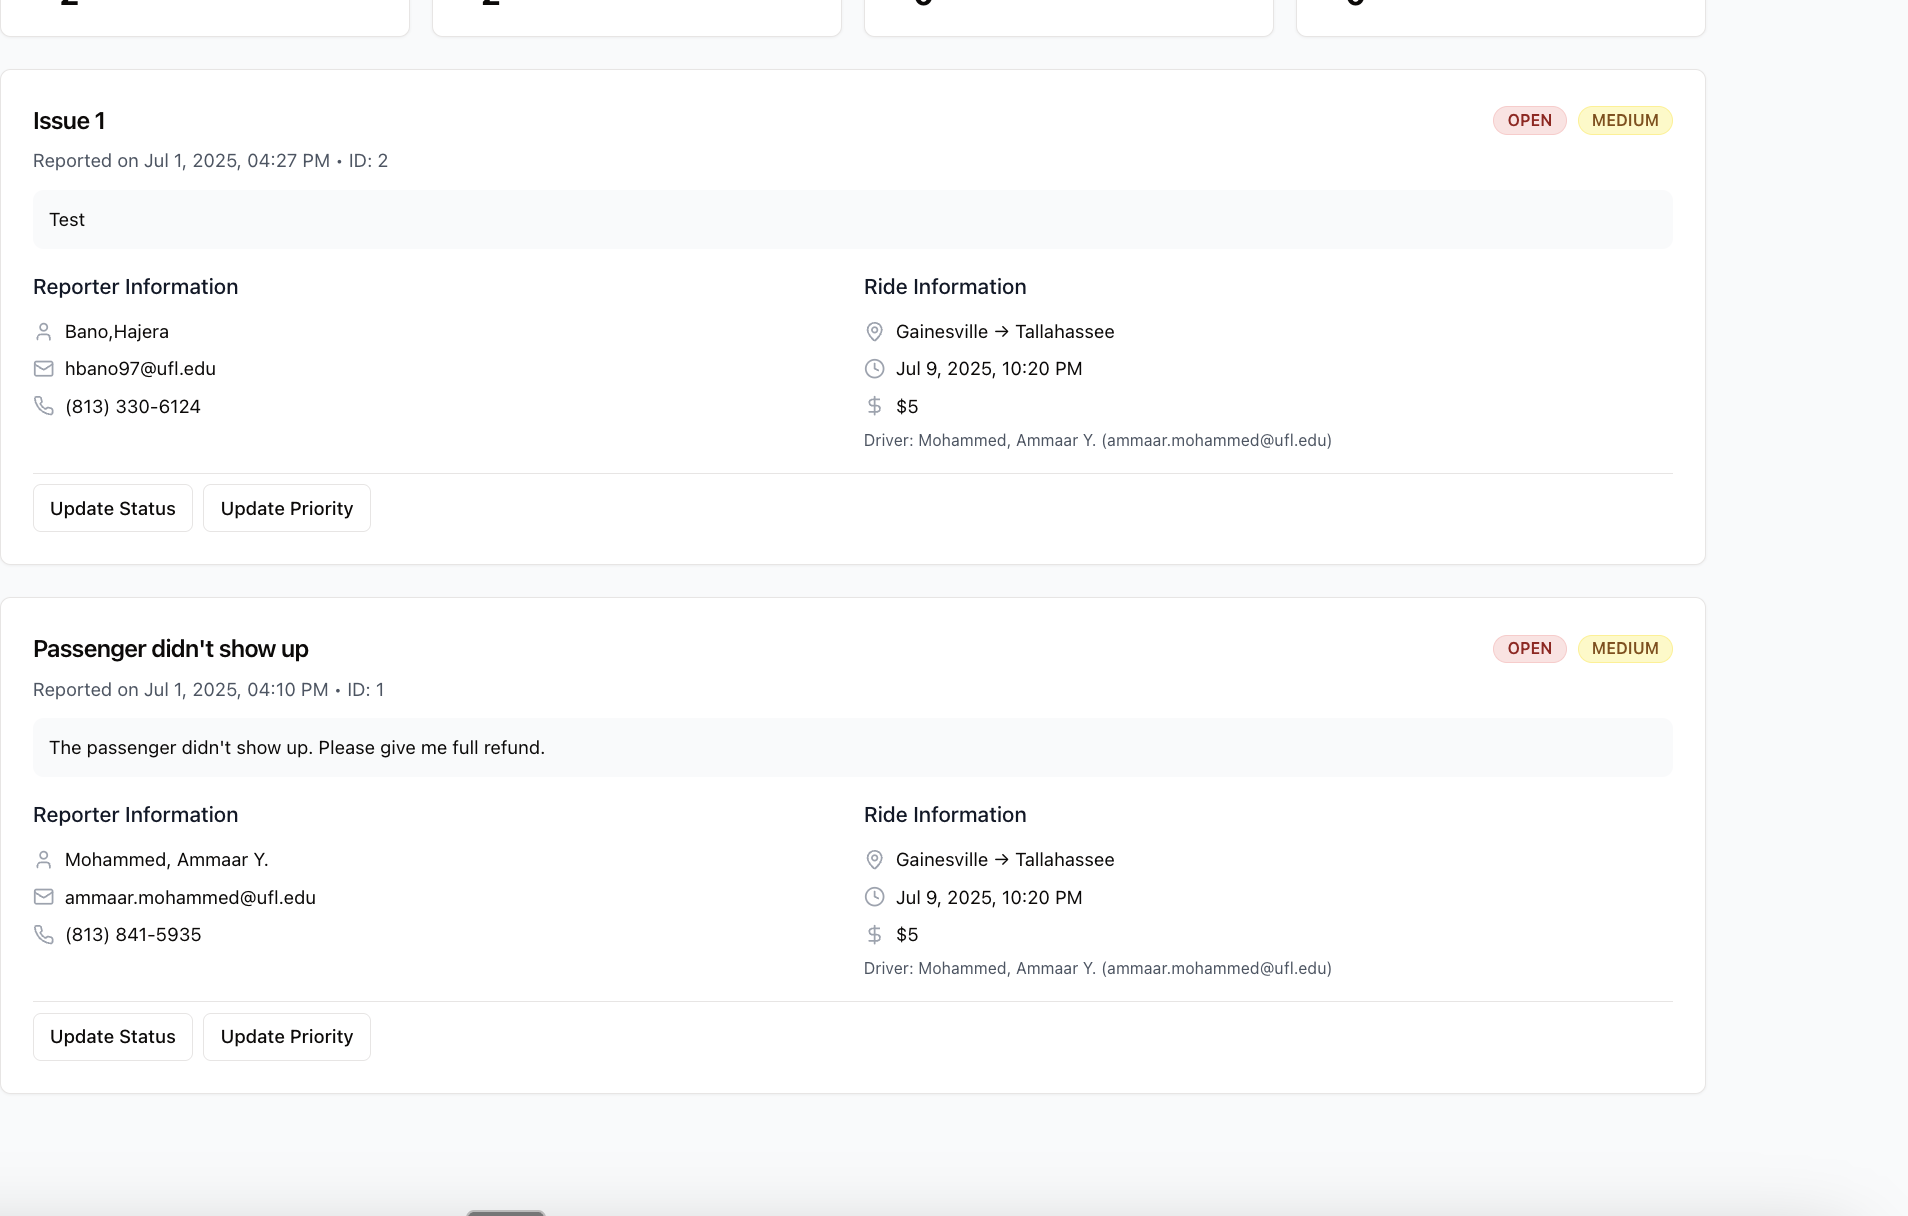 Issue 1
OPEN
MEDIUM
Reported on Jul 1, 2025, 04:27 PM • ID: 2
Test
Reporter Information
Bano,Hajera
hbano97@ufl.edu
(813) 330-6124
Ride Information
Gainesville → Tallahassee
Jul 9, 2025, 10:20 PM
$5
Driver: Mohammed, Ammaar Y. (ammaar.mohammed@ufl.edu)
Update Status
Update Priority
Passenger didn't show up
OPEN
MEDIUM
Reported on Jul 1, 2025, 04:10 PM • ID: 1
The passenger didn't show up. Please give me full refund.
Reporter Information
Mohammed, Ammaar Y.
ammaar.mohammed@ufl.edu
(813) 841-5935
Ride Information
Gainesville → Tallahassee
Jul 9, 2025, 10:20 PM
$5
Driver: Mohammed, Ammaar Y. (ammaar.mohammed@ufl.edu)
Update Status
Update Priority